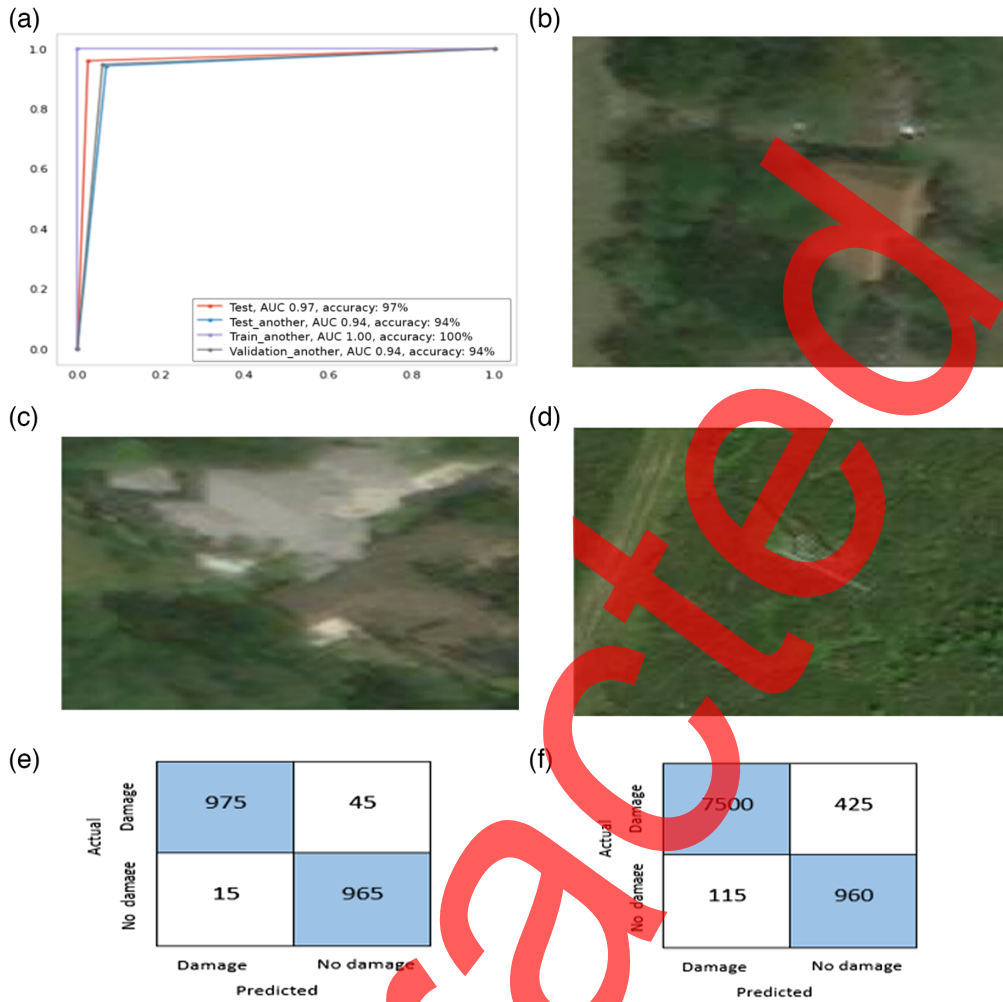 (a)
1.0
0.8
0.6
0.4
0.2
0.0
0.0 0.2 0.4 0.6 0.8 1.0
Test, AUC 0.97, accuracy: 97%
Test_another, AUC 0.94, accuracy: 94%
Train_another, AUC 1.00, accuracy: 100%
Validation_another, AUC 0.94, accuracy: 94%
(b)
(c)
(d)
(e)
Actual
Damage
No damage
975 45
15 965
Damage No damage
Predicted
(f)
Actual
Damage
No damage
7500 425
115 960
Damage No damage
Predicted
acted